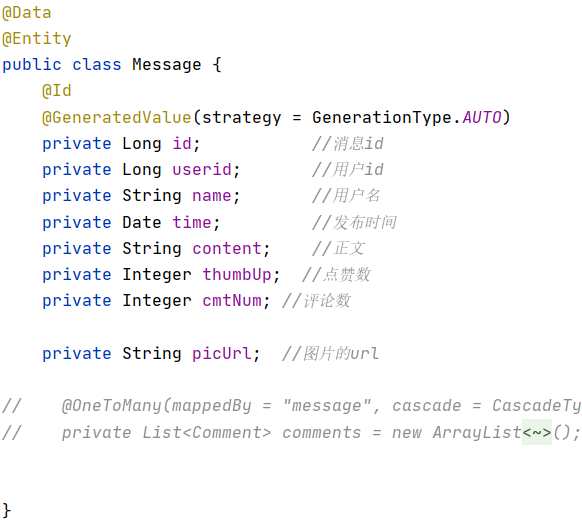 @Data
@Entity
public class Message {
    @Id
    @GeneratedValue(strategy = GenerationType.AUTO)
    private Long id;           //消息id
    private Long userid;       //用户id
    private String name;       //用户名
    private Date time;         //发布时间
    private String content;    //正文
    private Integer thumbUp;  //点赞数
    private Integer cmtNum; //评论数
    private String picUrl;  //图片的url
//    @OneToMany(mappedBy = "message", cascade = CascadeTy
//    private List<Comment> comments = new ArrayList<~>();
}